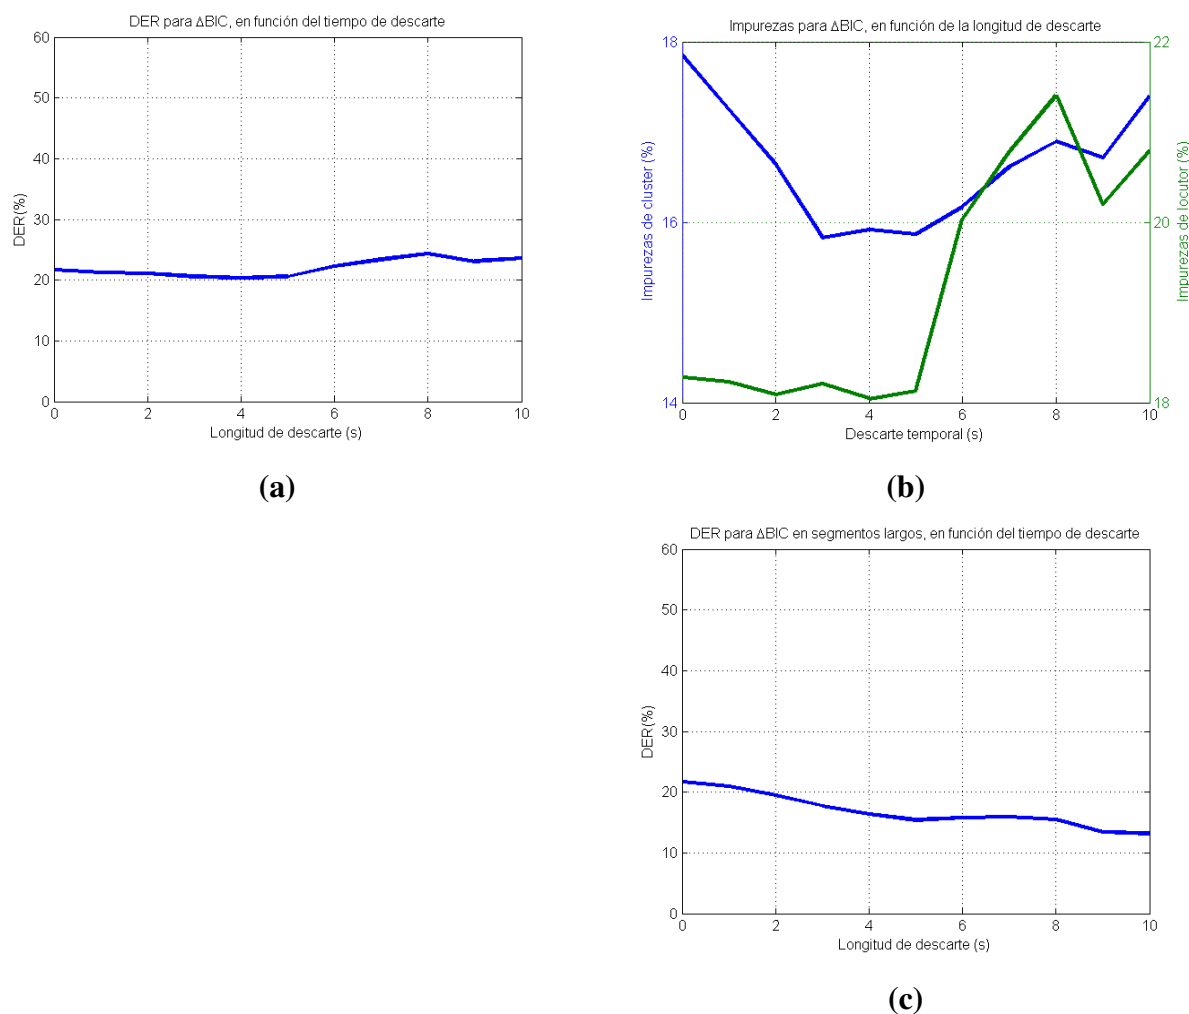 DER para ΔBIC, en función del tiempo de descarte
60
50
40
30
20
10
0
DER(%)
0 2 4 6 8 10
Longitud de descarte (s)
(a)
Impurezas para ΔBIC, en función de la longitud de descarte
18
16
14
Impurezas de cluster (%)
22
20
18
Impurezas de locutor (%)
0 2 4 6 8 10
Descarte temporal (s)
(b)
DER para ΔBIC en segmentos largos, en función del tiempo de descarte
60
50
40
30
20
10
0
DER(%)
0 2 4 6 8 10
Longitud de descarte (s)
(c)